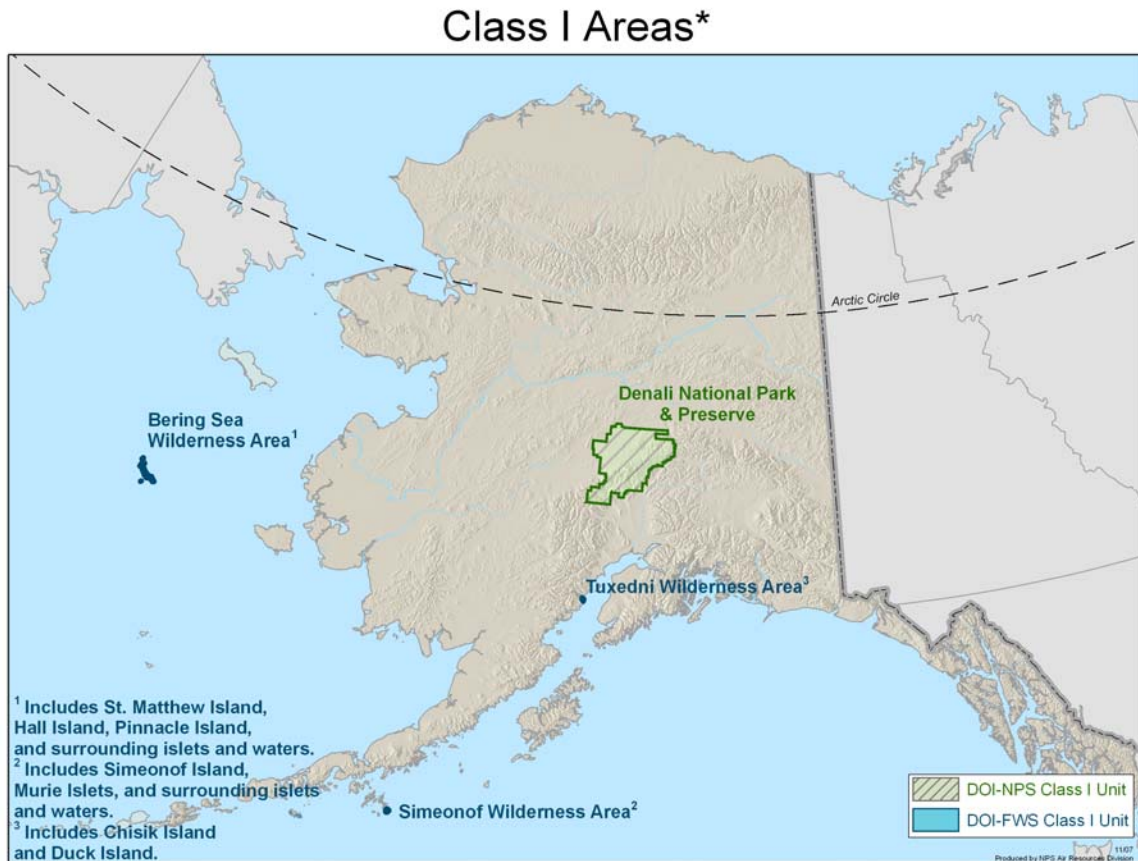 Class I Areas*
Arctic Circle
Denali National Park
& Preserve
Bering Sea
Wilderness Area¹
Tuxedni Wilderness Area³
¹ Includes St. Matthew Island,
Hall Island, Pinnacle Island,
and surrounding islets and waters.
² Includes Simeonof Island,
Murie Islets, and surrounding islets
and waters.
³ Includes Chisik Island
and Duck Island.
Simeonof Wilderness Area²
DOI-NPS Class I Unit
DOI-FWS Class I Unit
11/07
Produced by NPS Air Resources Division